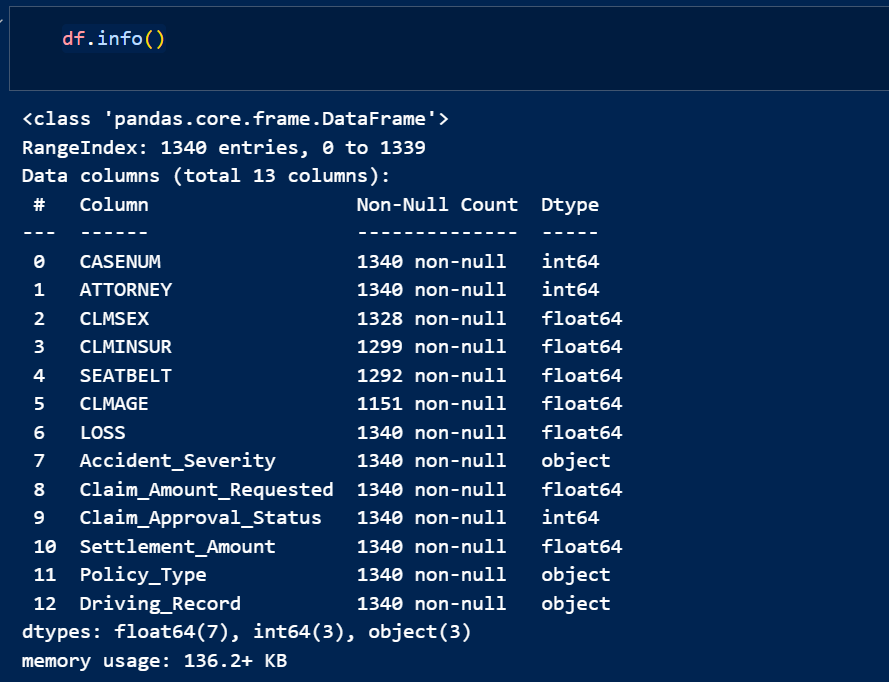 df.info()
<class 'pandas.core.frame.DataFrame'>
RangeIndex: 1340 entries, 0 to 1339
Data columns (total 13 columns):
 #   Column                  Non-Null Count  Dtype
---  ------                  --------------  -----
 0   CASENUM                 1340 non-null   int64
 1   ATTORNEY                1340 non-null   int64
 2   CLMSEX                  1328 non-null   float64
 3   CLMINSUR                1299 non-null   float64
 4   SEATBELT                1292 non-null   float64
 5   CLMAGE                  1151 non-null   float64
 6   LOSS                    1340 non-null   float64
 7   Accident_Severity       1340 non-null   object
 8   Claim_Amount_Requested  1340 non-null   float64
 9   Claim_Approval_Status   1340 non-null   int64
 10  Settlement_Amount       1340 non-null   float64
 11  Policy_Type             1340 non-null   object
 12  Driving_Record          1340 non-null   object
dtypes: float64(7), int64(3), object(3)
memory usage: 136.2+ KB